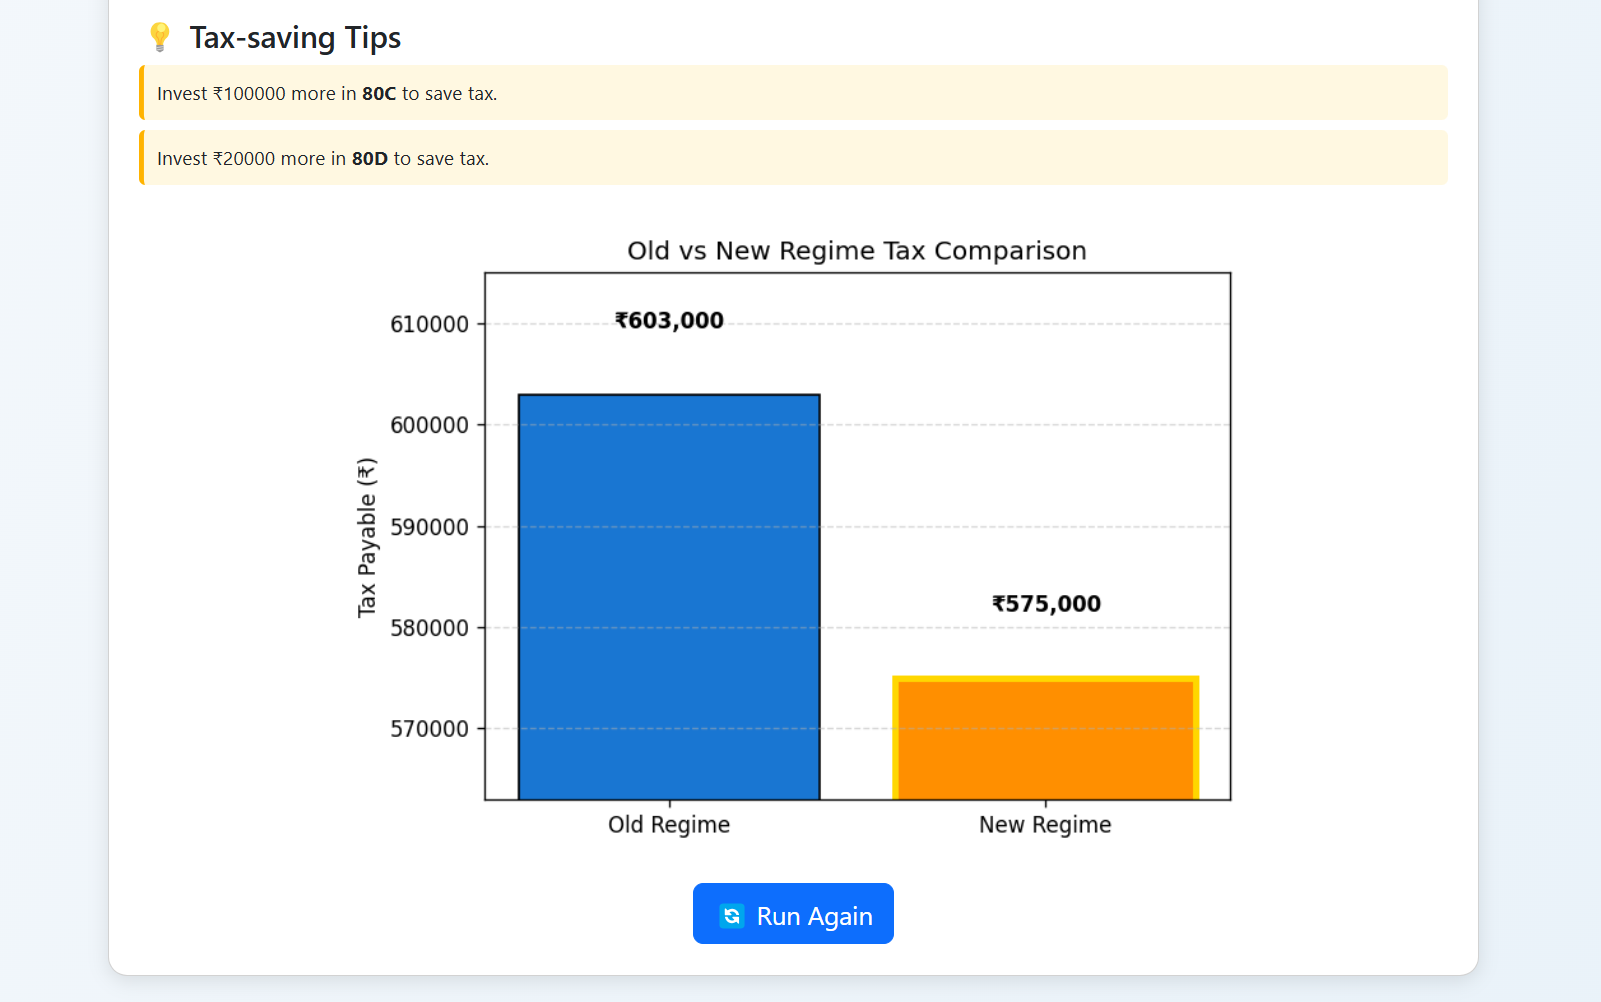 Tax-saving Tips
Invest ₹100000 more in 80C to save tax.
Invest ₹20000 more in 80D to save tax.
Old vs New Regime Tax Comparison
610000
600000
590000
580000
570000
Tax Payable (₹)
₹603,000
₹575,000
Old Regime
New Regime
Run Again